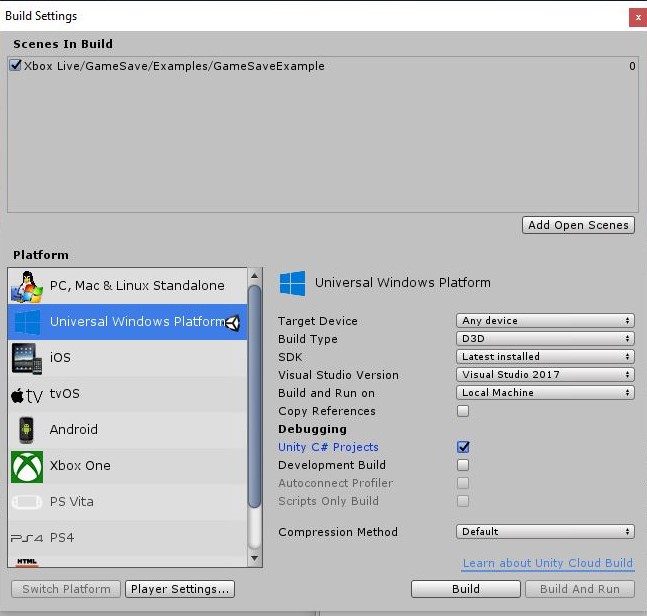 Build Settings
x
Scenes In Build
Xbox Live/GameSave/Examples/GameSaveExample 0
Add Open Scenes
Platform
PC, Mac & Linux Standalone
Universal Windows Platform
iOS
tv tvOS
Android
Xbox One
PS Vita
PS4 PS4
HTML
Universal Windows Platform
Target Device Any device
Build Type D3D
SDK Latest installed
Visual Studio Version Visual Studio 2017
Build and Run on Local Machine
Copy References
Debugging
Unity C# Projects
Development Build
Autoconnect Profiler
Scripts Only Build
Compression Method Default
Learn about Unity Cloud Build
Switch Platform Player Settings... Build Build And Run